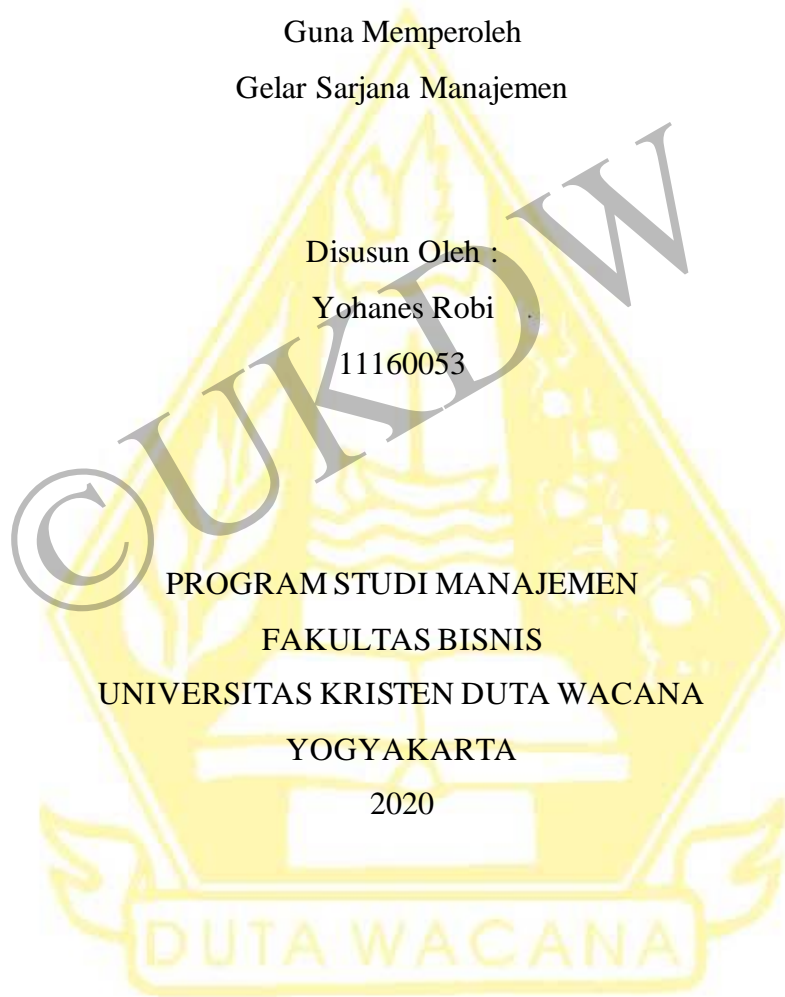 Guna Memperoleh
Gelar Sarjana Manajemen
Disusun Oleh :
Yohanes Robi
11160053
©UKDW
PROGRAM STUDI MANAJEMEN
FAKULTAS BISNIS
UNIVERSITAS KRISTEN DUTA WACANA
YOGYAKARTA
2020
DUTA WACANA